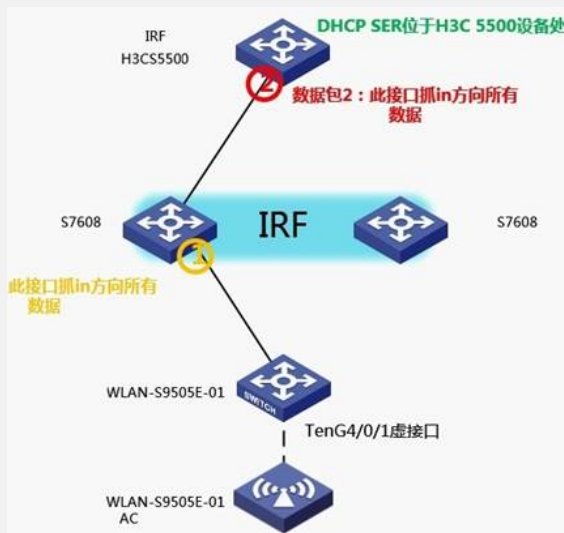 IRF
H3CS5500
DHCP SER位于H3C 5500设备处
②
数据包2：此接口抓in方向所有
数据
S7608
IRF
S7608
①
此接口抓in方向所有
数据
WLAN-S9505E-01
SWITCH
TenG4/0/1虚接口
WLAN-S9505E-01
AC